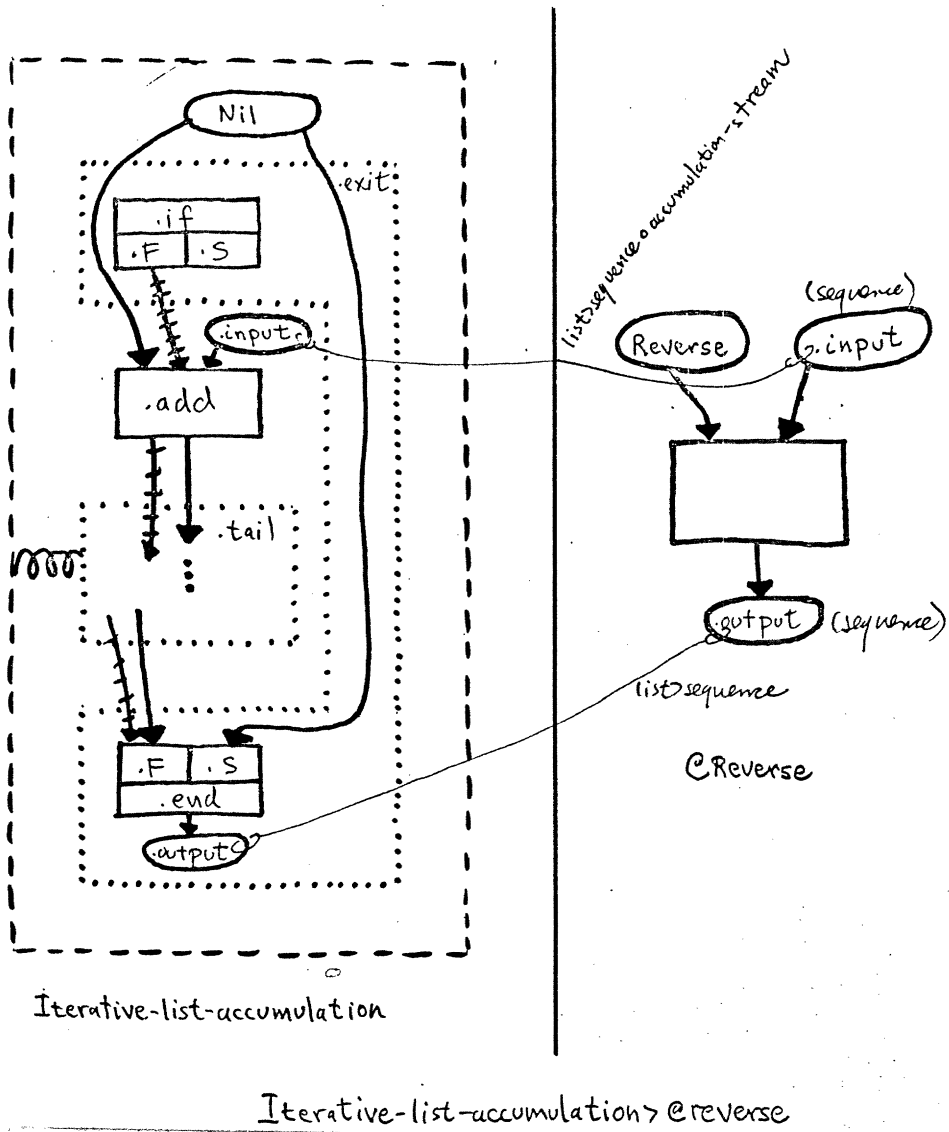 Nil
.exit
.if
.F .S
.input
.add
.tail
.F .S
.end
.output
Iterative-list-accumulation
list>sequence∘accumulation-stream
(sequence)
Reverse
.input
.output (sequence)
list>sequence
@Reverse
Iterative-list-accumulation> @reverse